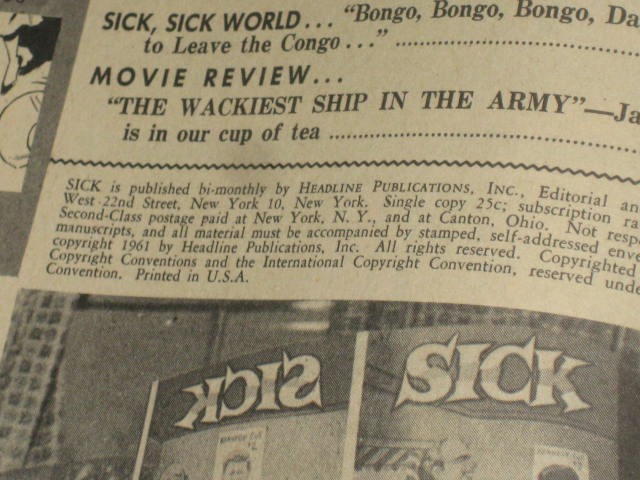 SICK, SICK WORLD... "Bongo, Bongo, Bongo, Da
to Leave the Congo..."
MOVIE REVIEW...
"THE WACKIEST SHIP IN THE ARMY"—Ja
is in our cup of tea
SICK is published bi-monthly by HEADLINE PUBLICATIONS, INC., Editorial an
West 22nd Street, New York 10, New York. Single copy 25c; subscription ra
Second-Class postage paid at New York, N. Y., and at Canton, Ohio. Not resp
manuscripts, and all material must be accompanied by stamped, self-addressed enve
copyright 1961 by Headline Publications, Inc. All rights reserved. Copyrighted
Copyright Conventions and the International Copyright Convention, reserved unde
Convention. Printed in U.S.A.
SICK
SICK